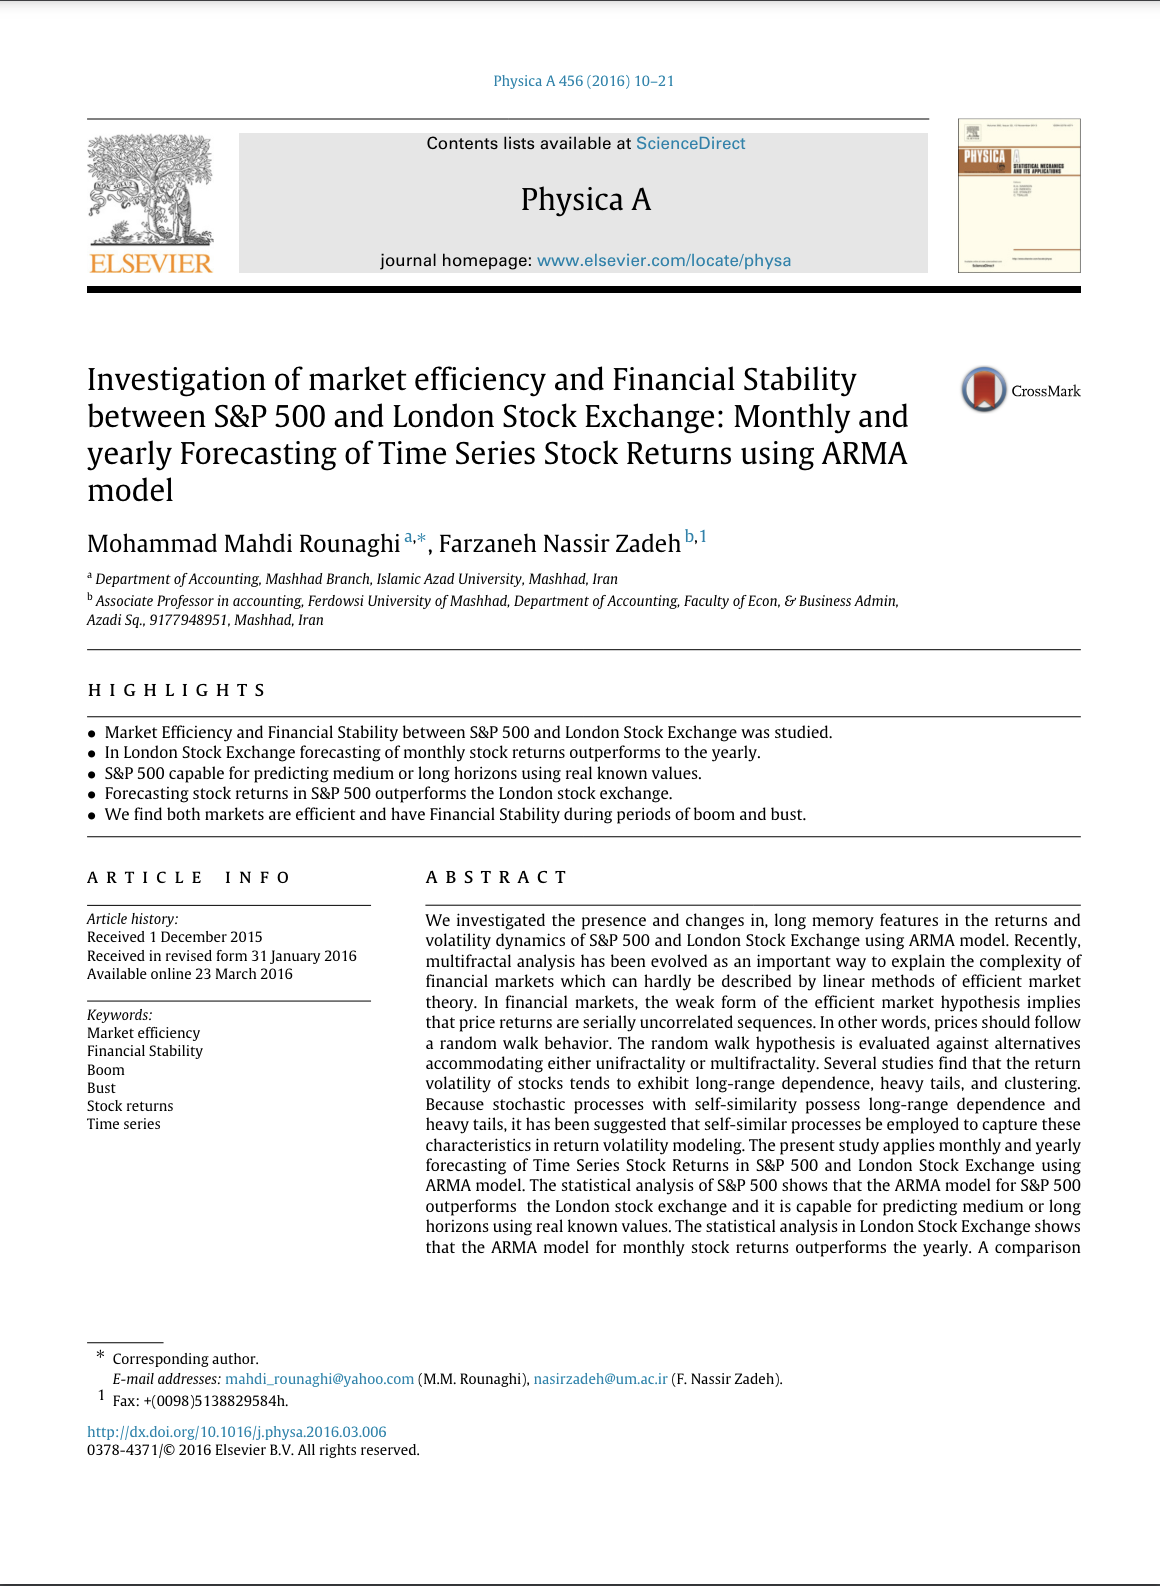 Physica A 456 (2016) 10–21
ELSEVIER
Contents lists available at ScienceDirect
Physica A
journal homepage: www.elsevier.com/locate/physa
PHYSICA
STATISTICAL MECHANICS
AND ITS APPLICATIONS
Investigation of market efficiency and Financial Stability
between S&P 500 and London Stock Exchange: Monthly and
yearly Forecasting of Time Series Stock Returns using ARMA
model
CrossMark
Mohammad Mahdi Rounaghi a,*, Farzaneh Nassir Zadeh b,1
a Department of Accounting, Mashhad Branch, Islamic Azad University, Mashhad, Iran
b Associate Professor in accounting, Ferdowsi University of Mashhad, Department of Accounting, Faculty of Econ, & Business Admin,
Azadi Sq., 9177948951, Mashhad, Iran
HIGHLIGHTS
• Market Efficiency and Financial Stability between S&P 500 and London Stock Exchange was studied.
• In London Stock Exchange forecasting of monthly stock returns outperforms to the yearly.
• S&P 500 capable for predicting medium or long horizons using real known values.
• Forecasting stock returns in S&P 500 outperforms the London stock exchange.
• We find both markets are efficient and have Financial Stability during periods of boom and bust.
ARTICLE INFO
Article history:
Received 1 December 2015
Received in revised form 31 January 2016
Available online 23 March 2016
Keywords:
Market efficiency
Financial Stability
Boom
Bust
Stock returns
Time series
ABSTRACT
We investigated the presence and changes in, long memory features in the returns and
volatility dynamics of S&P 500 and London Stock Exchange using ARMA model. Recently,
multifractal analysis has been evolved as an important way to explain the complexity of
financial markets which can hardly be described by linear methods of efficient market
theory. In financial markets, the weak form of the efficient market hypothesis implies
that price returns are serially uncorrelated sequences. In other words, prices should follow
a random walk behavior. The random walk hypothesis is evaluated against alternatives
accommodating either unifractality or multifractality. Several studies find that the return
volatility of stocks tends to exhibit long-range dependence, heavy tails, and clustering.
Because stochastic processes with self-similarity possess long-range dependence and
heavy tails, it has been suggested that self-similar processes be employed to capture these
characteristics in return volatility modeling. The present study applies monthly and yearly
forecasting of Time Series Stock Returns in S&P 500 and London Stock Exchange using
ARMA model. The statistical analysis of S&P 500 shows that the ARMA model for S&P 500
outperforms the London stock exchange and it is capable for predicting medium or long
horizons using real known values. The statistical analysis in London Stock Exchange shows
that the ARMA model for monthly stock returns outperforms the yearly. A comparison
* Corresponding author.
E-mail addresses: mahdi_rounaghi@yahoo.com (M.M. Rounaghi), nasirzadeh@um.ac.ir (F. Nassir Zadeh).
1 Fax: +(0098)5138829584h.
http://dx.doi.org/10.1016/j.physa.2016.03.006
0378-4371/© 2016 Elsevier B.V. All rights reserved.